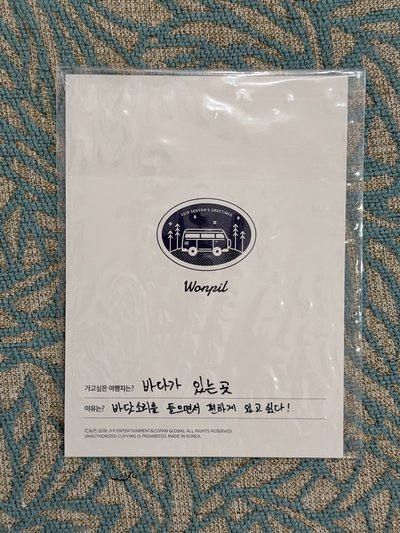 2019 SEASON'S GREETINGS
Wonpil
가고싶은 여행지는? 바다가 있는 곳
이유는? 바닷소리를 들으면서 편하게 있고 싶다!
©&℗ 2018 JYP ENTERTAINMENT&COPAN GLOBAL ALL RIGHTS RESERVED.
UNAUTHORIZED COPYING IS PROHIBITED. MADE IN KOREA.